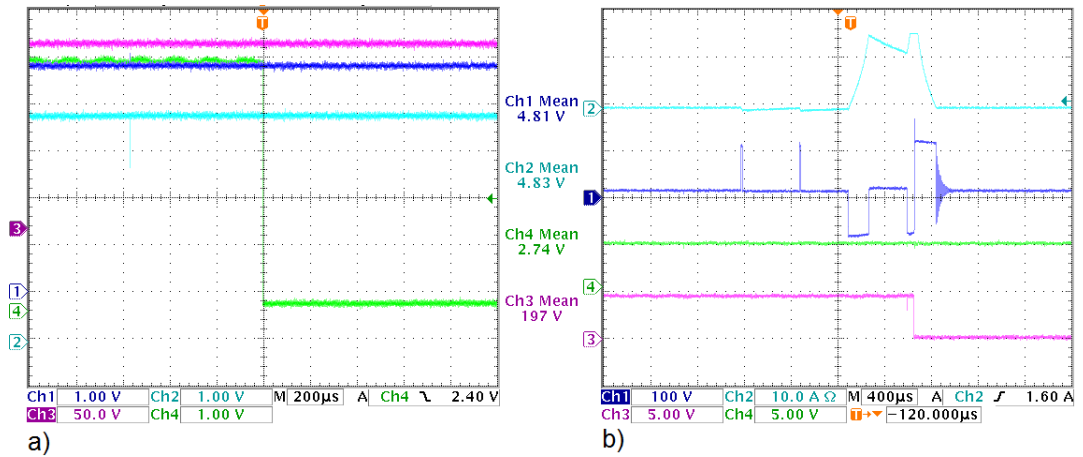 T
T
3
1
4
2
Ch1 Mean
4.81 V
Ch2 Mean
4.83 V
Ch4 Mean
2.74 V
Ch3 Mean
197 V
2
1
4
3
Ch1 1.00 V Ch2 1.00 V M 200µs A Ch4 2.40 V
Ch3 50.0 V Ch4 1.00 V
Ch1 100 V Ch2 10.0 A Ω M 400µs A Ch2 1.60 A
Ch3 5.00 V Ch4 5.00 V T -120.000µs
a)
b)